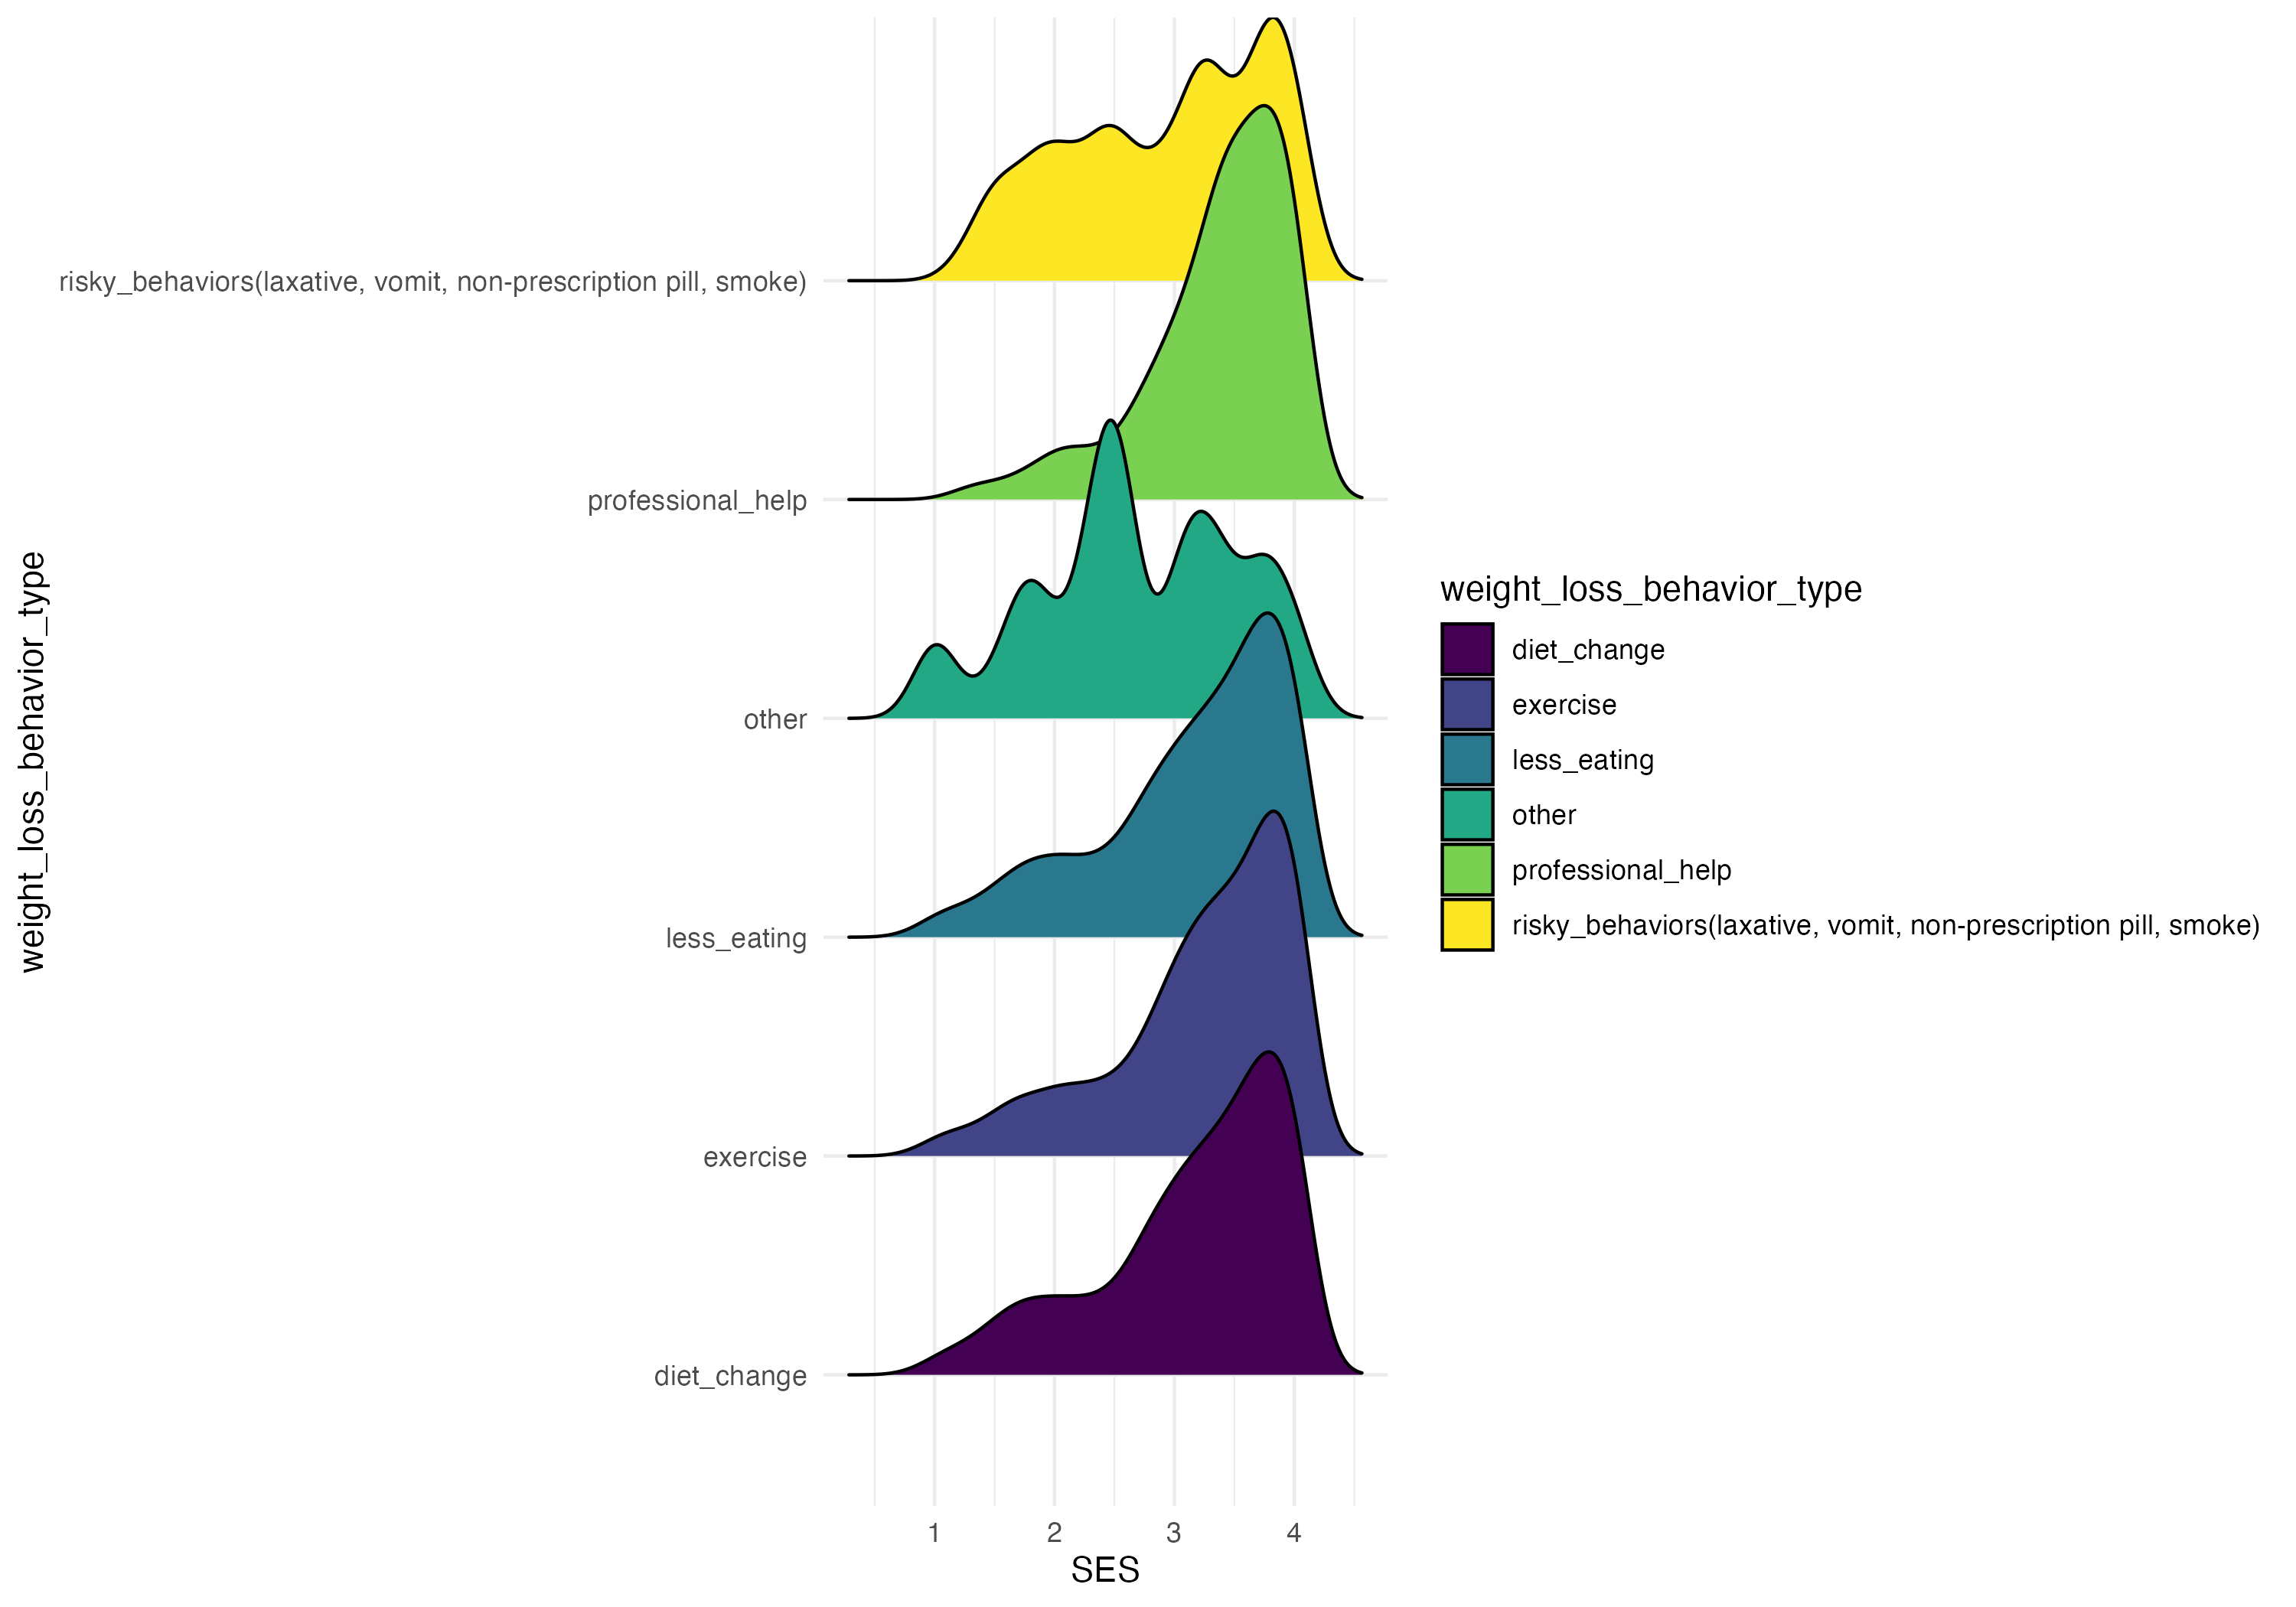 weight_loss_behavior_type
risky_behaviors(laxative, vomit, non-prescription pill, smoke)
professional_help
other
less_eating
exercise
diet_change
1 2 3 4
SES
weight_loss_behavior_type
diet_change
exercise
less_eating
other
professional_help
risky_behaviors(laxative, vomit, non-prescription pill, smoke)